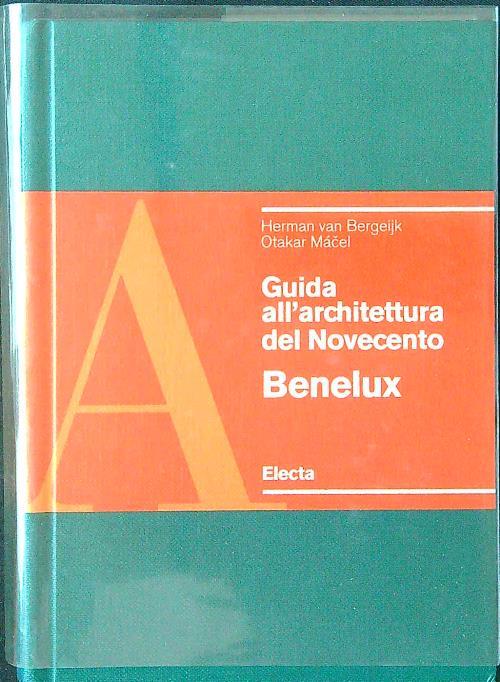 A
Herman van Bergeijk
Otakar Máčel
Guida
all'architettura
del Novecento
Benelux
Electa